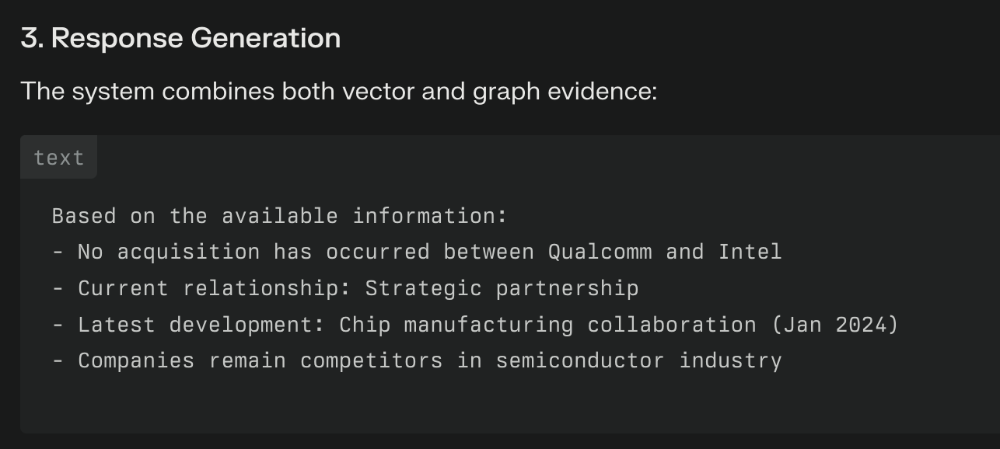 3. Response Generation
The system combines both vector and graph evidence:
text
Based on the available information:
- No acquisition has occurred between Qualcomm and Intel
- Current relationship: Strategic partnership
- Latest development: Chip manufacturing collaboration (Jan 2024)
- Companies remain competitors in semiconductor industry